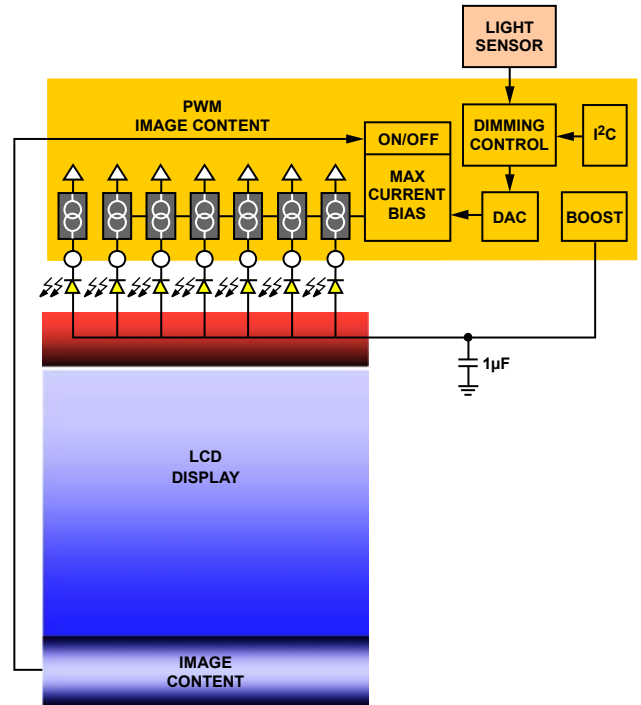 LIGHT
SENSOR
PWM
IMAGE CONTENT
ON/OFF
MAX
CURRENT
BIAS
DIMMING
CONTROL
I²C
DAC
BOOST
1µF
LCD
DISPLAY
IMAGE
CONTENT